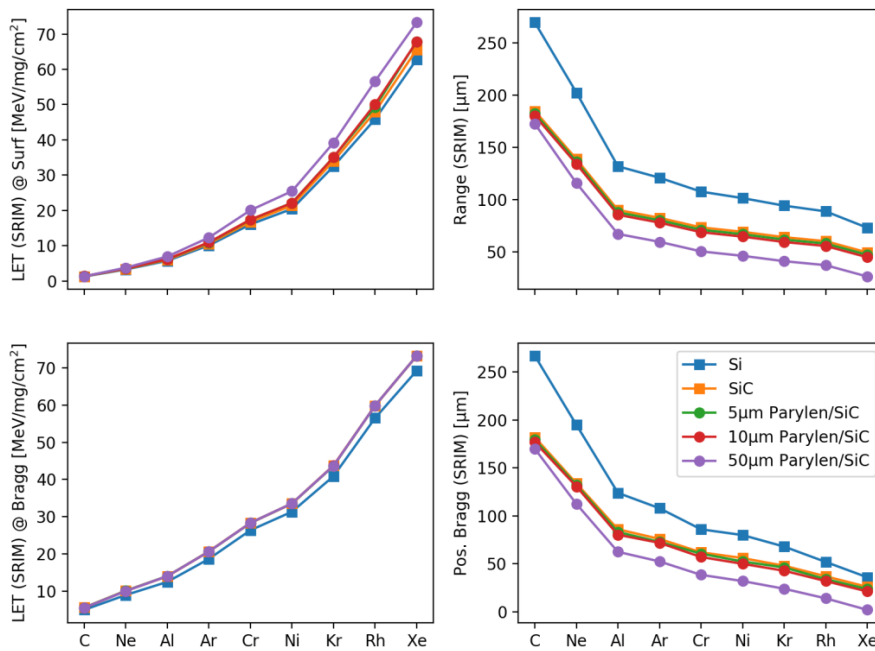 LET (SRIM) @ Surf [MeV/mg/cm²]
70
60
50
40
30
20
10
0
Range (SRIM) [µm]
250
200
150
100
50
LET (SRIM) @ Bragg [MeV/mg/cm²]
70
60
50
40
30
20
10
C Ne Al Ar Cr Ni Kr Rh Xe
Pos. Bragg (SRIM) [µm]
250
200
150
100
50
0
Si
SiC
5µm Parylen/SiC
10µm Parylen/SiC
50µm Parylen/SiC
C Ne Al Ar Cr Ni Kr Rh Xe